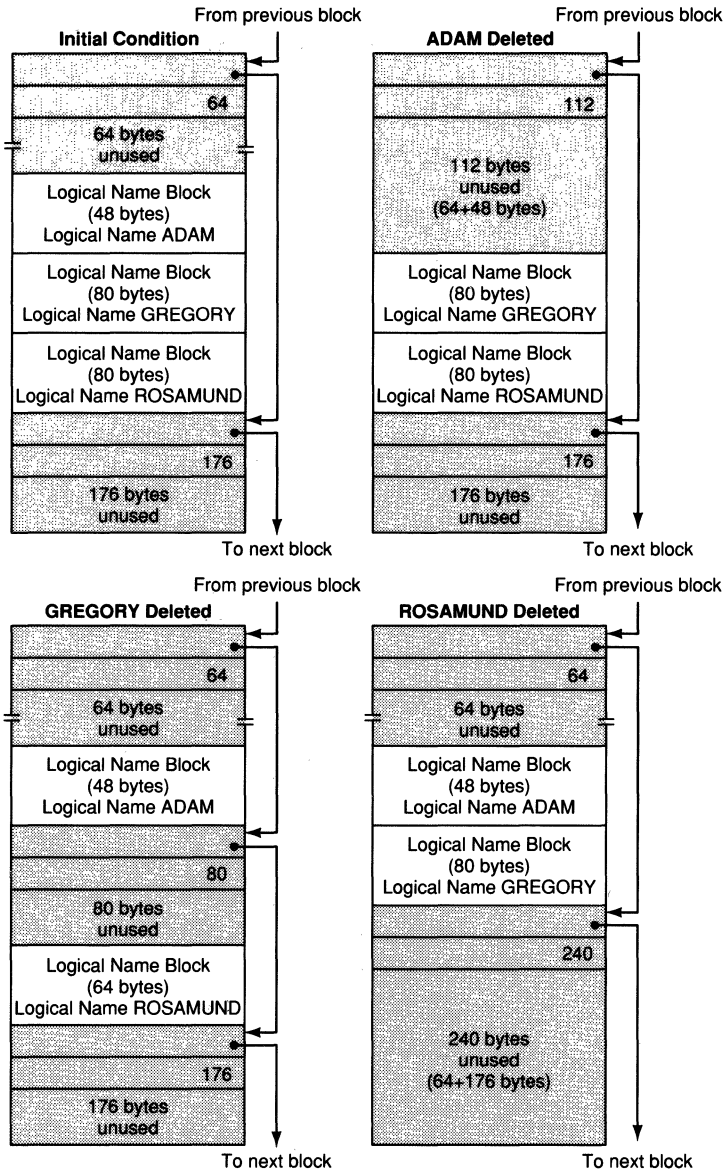 From previous block
Initial Condition
64
64 bytes
unused
Logical Name Block
(48 bytes)
Logical Name ADAM
Logical Name Block
(80 bytes)
Logical Name GREGORY
Logical Name Block
(80 bytes)
Logical Name ROSAMUND
176
176 bytes
unused
To next block
From previous block
ADAM Deleted
112
112 bytes
unused
(64+48 bytes)
Logical Name Block
(80 bytes)
Logical Name GREGORY
Logical Name Block
(80 bytes)
Logical Name ROSAMUND
176
176 bytes
unused
To next block
From previous block
GREGORY Deleted
64
64 bytes
unused
Logical Name Block
(48 bytes)
Logical Name ADAM
80
80 bytes
unused
Logical Name Block
(64 bytes)
Logical Name ROSAMUND
176
176 bytes
unused
To next block
From previous block
ROSAMUND Deleted
64
64 bytes
unused
Logical Name Block
(48 bytes)
Logical Name ADAM
Logical Name Block
(80 bytes)
Logical Name GREGORY
240
240 bytes
unused
(64+176 bytes)
To next block